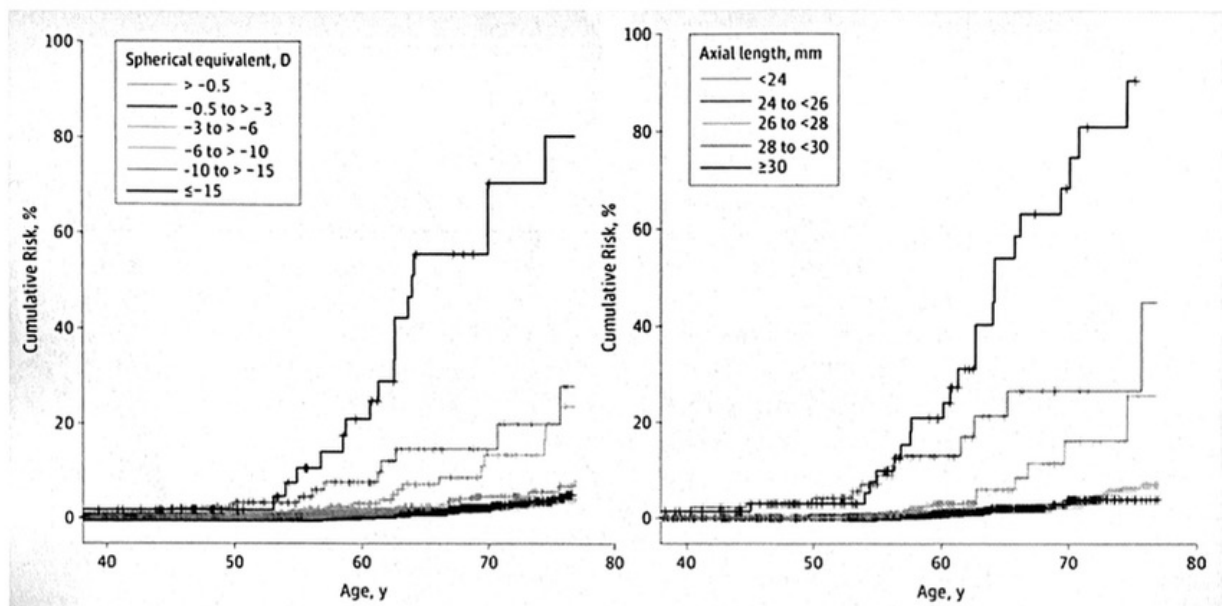 100
80
60
40
20
0
Cumulative Risk, %
Spherical equivalent, D
> −0.5
−0.5 to > −3
−3 to > −6
−6 to > −10
-10 to > −15
≤−15
40
50
60
70
80
Age, y
100
80
60
40
20
0
Cumulative Risk, %
Axial length, mm
<24
24 to <26
26 to <28
28 to <30
≥30
40
50
60
70
80
Age, y